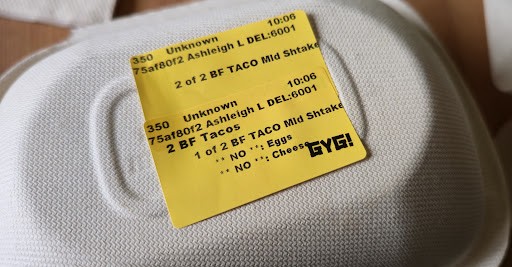 10:06
350 Unknown
75af80f2 Ashleigh L DEL:6001
2 of 2 BF TACO Mld Shtake
10:06
350 Unknown
75af80f2 Ashleigh L DEL:6001
2 BF Tacos
1 of 2 BF TACO Mld Shtake
** NO **: Eggs
** NO **: Cheese
GYG!